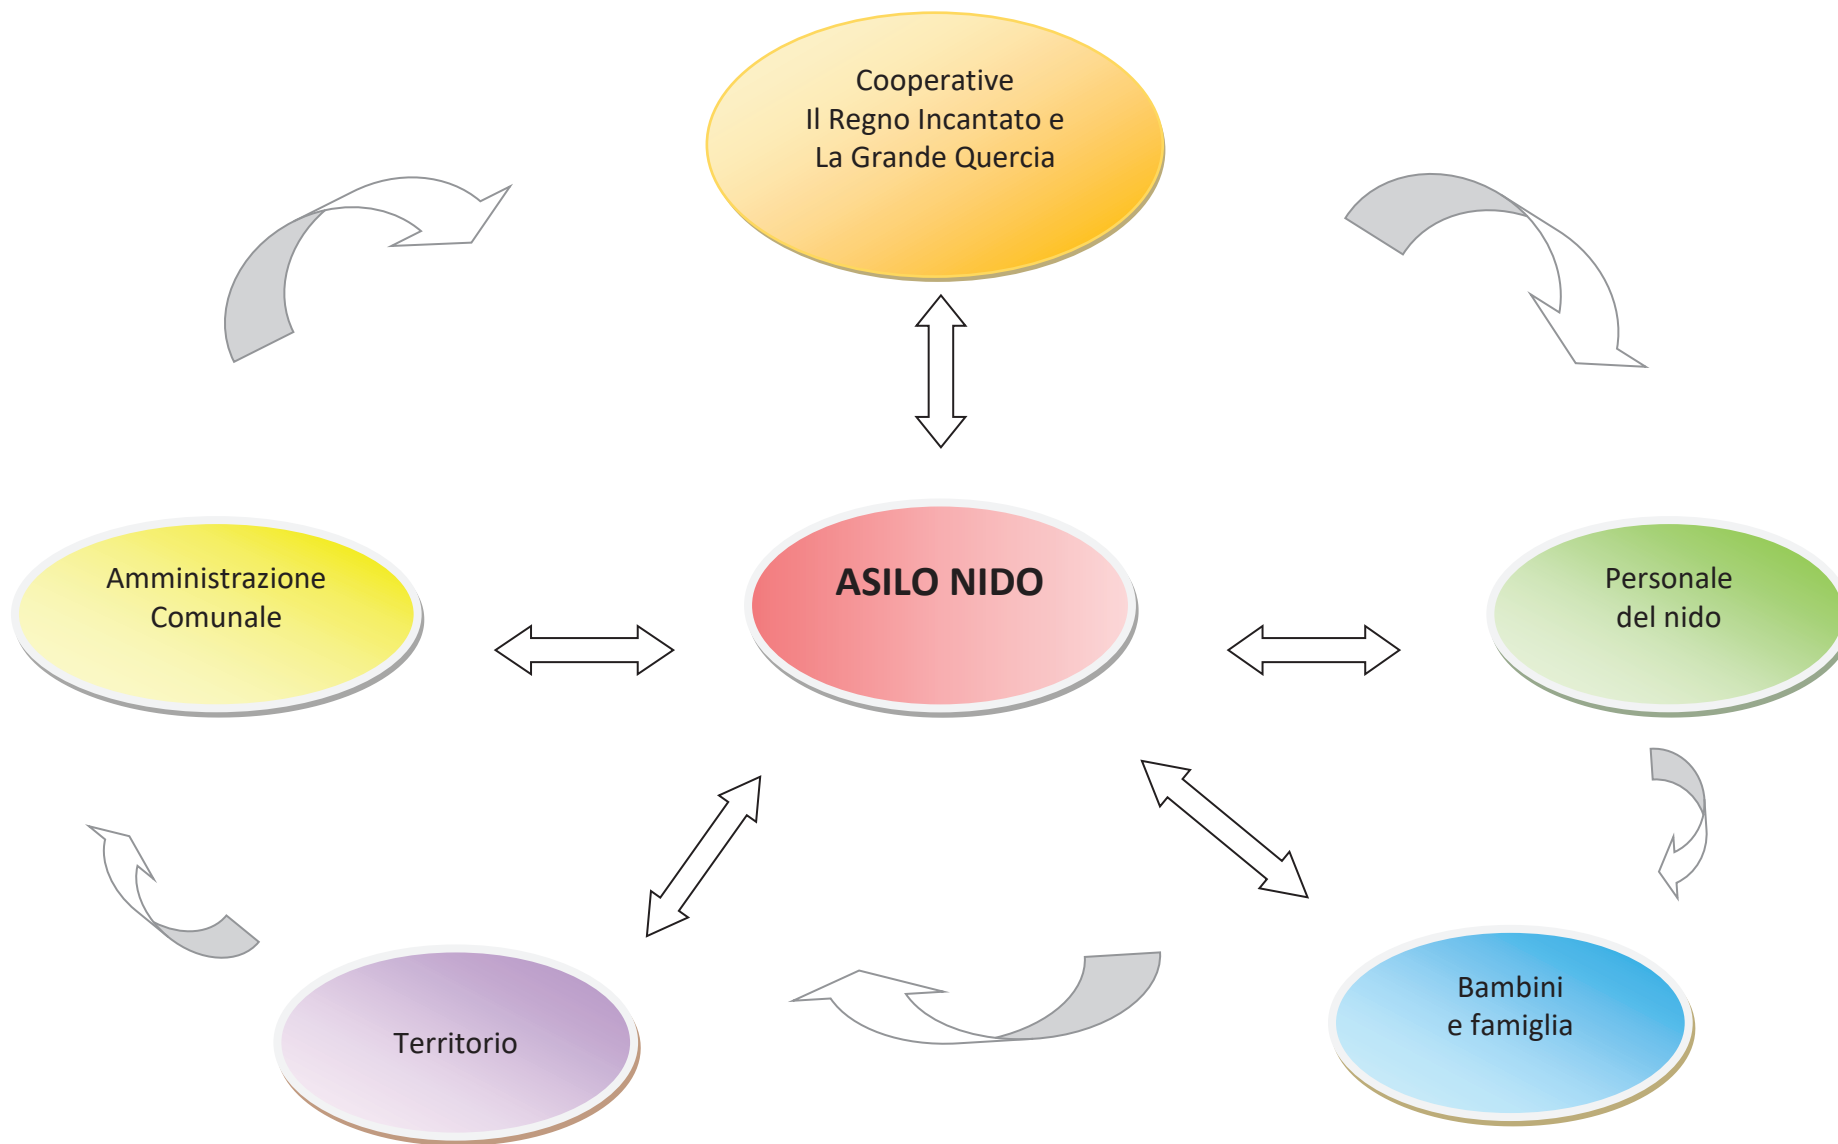 Cooperative
Il Regno Incantato e
La Grande Quercia
Amministrazione
Comunale
ASILO NIDO
Personale
del nido
Territorio
Bambini
e famiglia